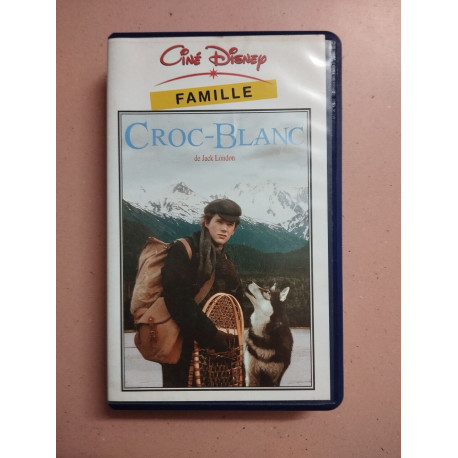 Ciné Disney
FAMILLE
CROC-BLANC
de Jack London